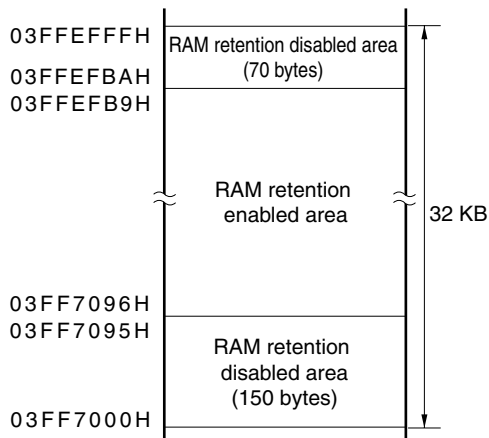 03FFEFFFH
RAM retention disabled area
(70 bytes)
03FFEFBAH
03FFEFB9H
RAM retention
enabled area
32 KB
03FF7096H
03FF7095H
RAM retention
disabled area
(150 bytes)
03FF7000H